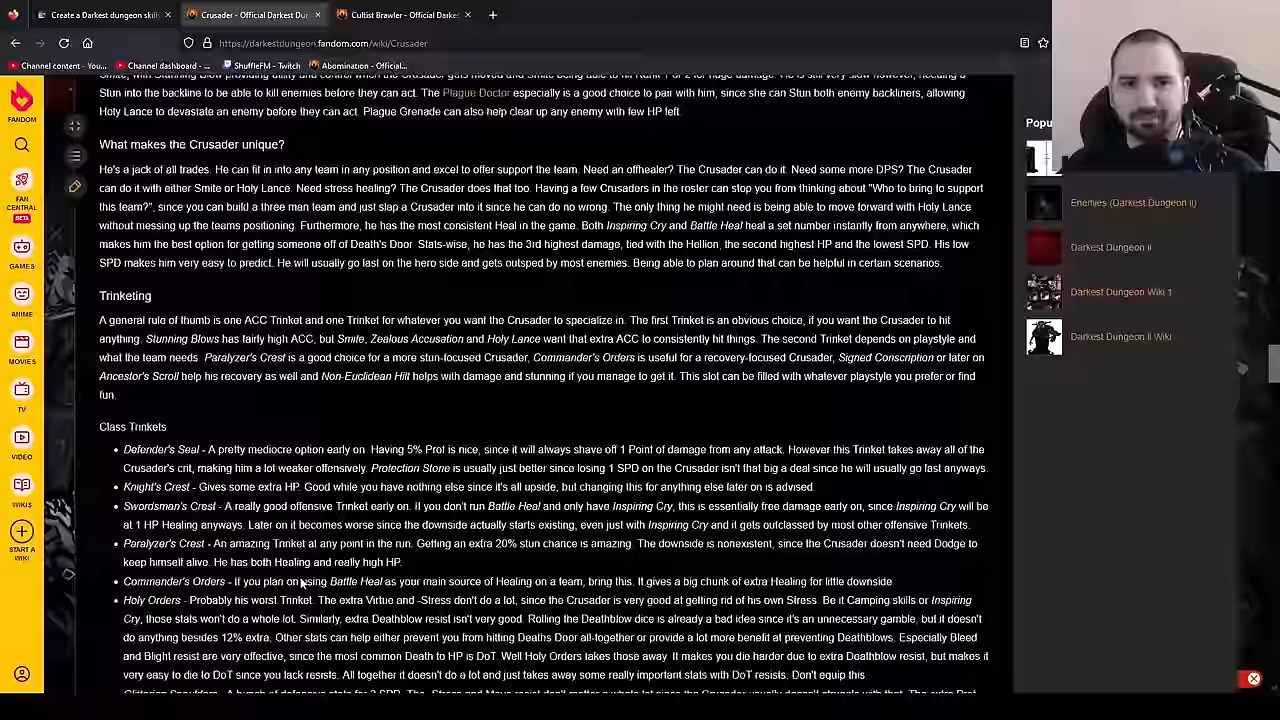 Create a Darkest dungeon skill
Crusader - Official Darkest Du
Cultist Brawler - Official Darke
https://darkestdungeon.fandom.com/wiki/Crusader
Channel content - You...
Channel dashboard - ...
ShuffleFM - Twitch
Abomination - Official...
FANDOM
FAN CENTRAL
BETA
GAMES
ANIME
MOVIES
TV
VIDEO
WIKIS
START A WIKI
Smite, with Stunning Blow providing utility and control when the Crusader gets moved and smite being able to hit Rank 1 or 2 for huge damage. He is still very slow however, needing a
Stun into the backline to be able to kill enemies before they can act. The Plague Doctor especially is a good choice to pair with him, since she can Stun both enemy backliners, allowing
Holy Lance to devastate an enemy before they can act. Plague Grenade can also help clear up any enemy with few HP left.
What makes the Crusader unique?
He's a jack of all trades. He can fit in into any team in any position and excel to offer support the team. Need an offhealer? The Crusader can do it. Need some more DPS? The Crusader
can do it with either Smite or Holy Lance. Need stress healing? The Crusader does that too. Having a few Crusaders in the roster can stop you from thinking about "Who to bring to support
this team?", since you can build a three man team and just slap a Crusader into it since he can do no wrong. The only thing he might need is being able to move forward with Holy Lance
without messing up the teams positioning. Furthermore, he has the most consistent Heal in the game. Both Inspiring Cry and Battle Heal heal a set number instantly from anywhere, which
makes him the best option for getting someone off of Death's Door. Stats-wise, he has the 3rd highest damage, tied with the Hellion, the second highest HP and the lowest SPD. His low
SPD makes him very easy to predict. He will usually go last on the hero side and gets outsped by most enemies. Being able to plan around that can be helpful in certain scenarios.
Trinketing
A general rule of thumb is one ACC Trinket and one Trinket for whatever you want the Crusader to specialize in. The first Trinket is an obvious choice, if you want the Crusader to hit
anything. Stunning Blows has fairly high ACC, but Smite, Zealous Accusation and Holy Lance want that extra ACC to consistently hit things. The second Trinket depends on playstyle and
what the team needs. Paralyzer's Crest is a good choice for a more stun-focused Crusader, Commander's Orders is useful for a recovery-focused Crusader, Signed Conscription or later on
Ancestor's Scroll help his recovery as well and Non-Euclidean Hilt helps with damage and stunning if you manage to get it. This slot can be filled with whatever playstyle you prefer or find
fun.
Class Trinkets
Defender's Seal - A pretty mediocre option early on. Having 5% Prot is nice, since it will always shave off 1 Point of damage from any attack. However this Trinket takes away all of the
Crusader's crit, making him a lot weaker offensively. Protection Stone is usually just better since losing 1 SPD on the Crusader isn't that big a deal since he will usually go last anyways.
Knight's Crest - Gives some extra HP. Good while you have nothing else since it's all upside, but changing this for anything else later on is advised.
Swordsman's Crest - A really good offensive Trinket early on. If you don't run Battle Heal and only have Inspiring Cry, this is essentially free damage early on, since Inspiring Cry will be
at 1 HP Healing anyways. Later on it becomes worse since the downside actually starts existing, even just with Inspiring Cry and it gets outclassed by most other offensive Trinkets.
Paralyzer's Crest - An amazing Trinket at any point in the run. Getting an extra 20% stun chance is amazing. The downside is nonexistent, since the Crusader doesn't need Dodge to
keep himself alive. He has both Healing and really high HP.
Commander's Orders - If you plan on using Battle Heal as your main source of Healing on a team, bring this. It gives a big chunk of extra Healing for little downside
Holy Orders - Probably his worst Trinket. The extra Virtue and -Stress don't do a lot, since the Crusader is very good at getting rid of his own Stress. Be it Camping skills or Inspiring
Cry, those stats won't do a whole lot. Similarly, extra Deathblow resist isn't very good. Rolling the Deathblow dice is already a bad idea since it's an unnecessary gamble, but it doesn't
do anything besides 12% extra. Other stats can help either prevent you from hitting Deaths Door all-together or provide a lot more benefit at preventing Deathblows. Especially Bleed
and Blight resist are very effective, since the most common Death to HP is DoT. Well Holy Orders takes those away. It makes you die harder due to extra Deathblow resist, but makes it
very easy to die to DoT since you lack resists. All together it doesn't do a lot and just takes away some really important stats with DoT resists. Don't equip this.
Popu
Enemies (Darkest Dungeon II)
Darkest Dungeon II
Darkest Dungeon Wiki 1
Darkest Dungeon II Wiki